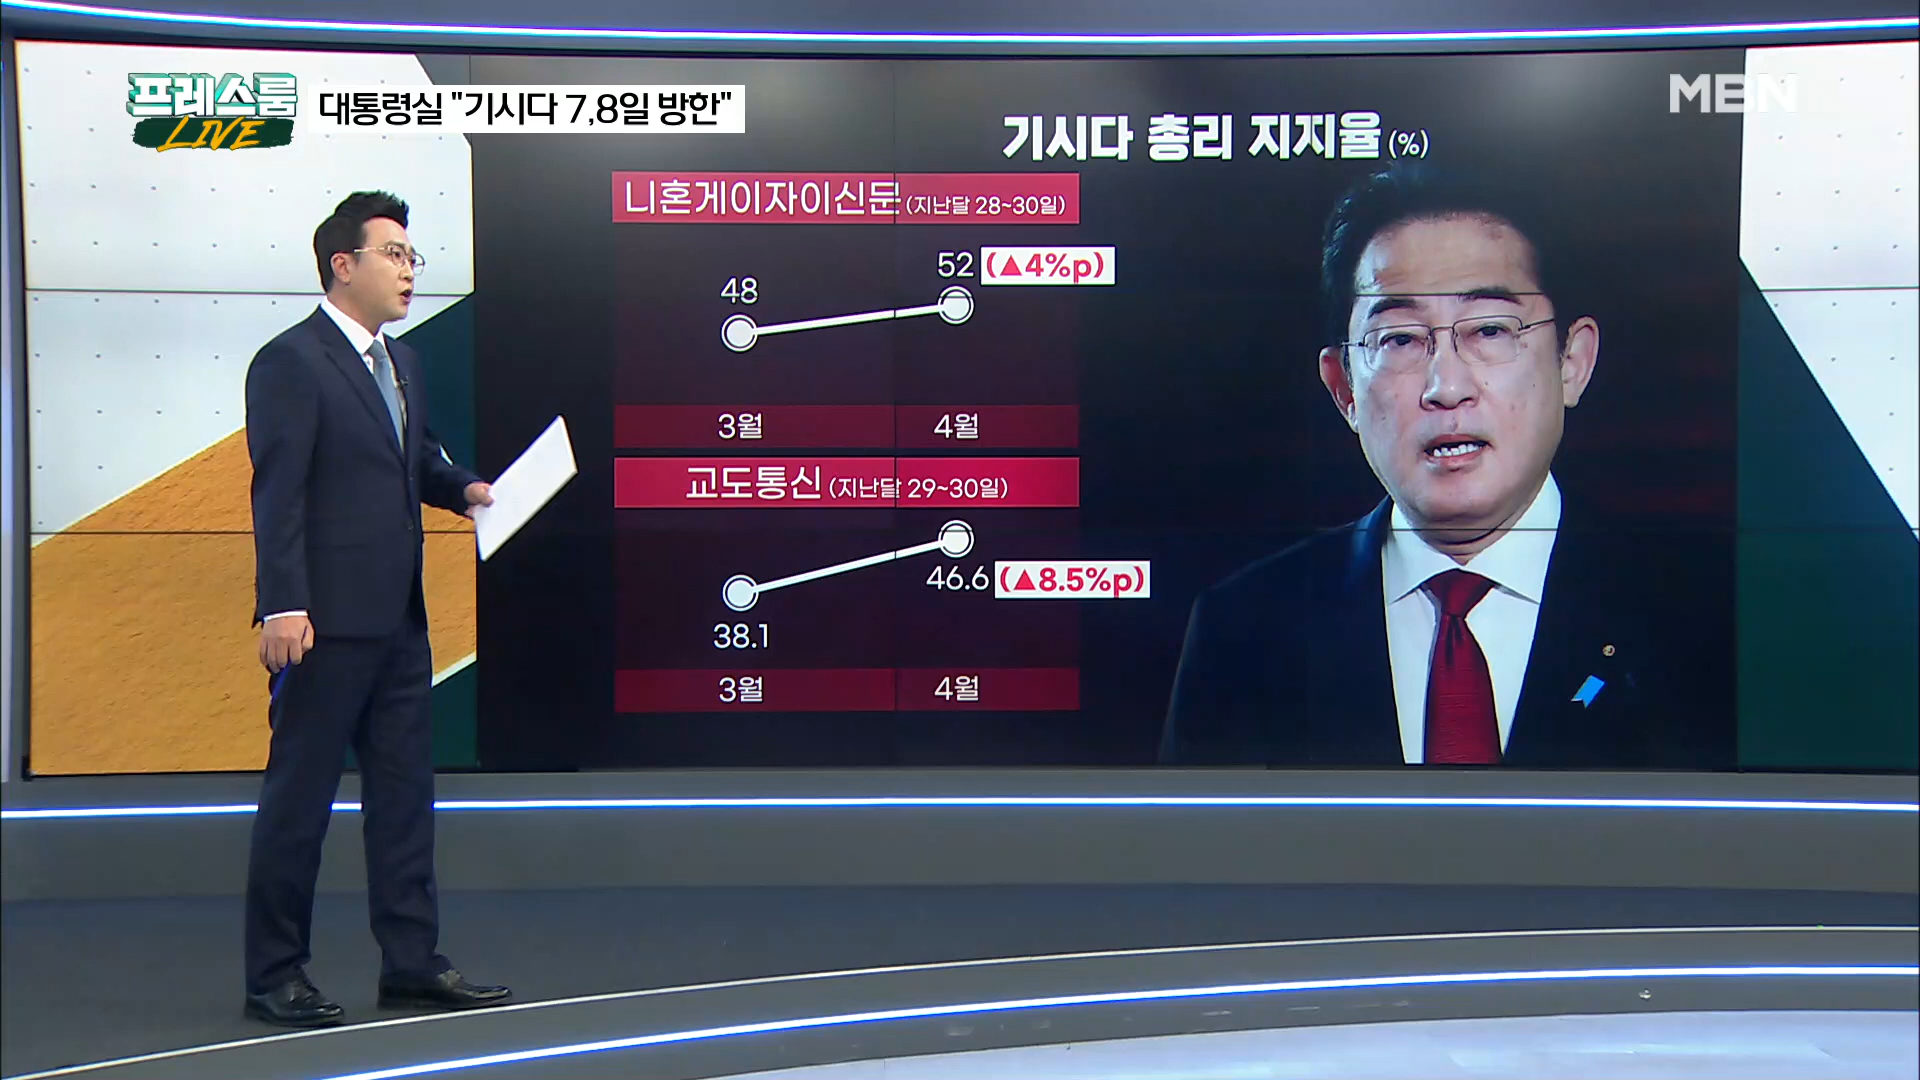 프레스룸
LIVE
대통령실 "기시다 7,8일 방한"
MBN
기시다 총리 지지율 (%)
니혼게이자이신문 (지난달 28~30일)
48
52 (▲4%p)
3월
4월
교도통신 (지난달 29~30일)
38.1
46.6 (▲8.5%p)
3월
4월